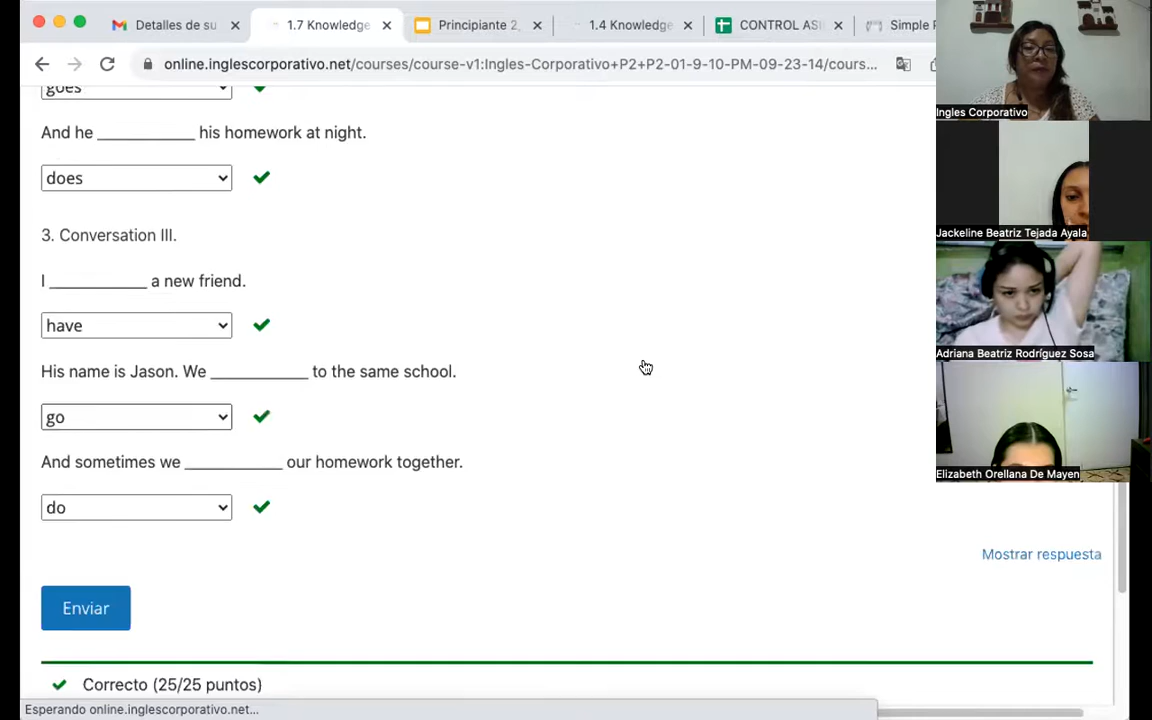 Detalles de su
1.7 Knowledge
Principiante 2
1.4 Knowledge
CONTROL ASI
Simple
online.inglescorporativo.net/courses/course-v1:Ingles-Corporativo+P2+P2-01-9-10-PM-09-23-14/cours...
goes
And he ___________ his homework at night.
does
3. Conversation III.
I ___________ a new friend.
have
His name is Jason. We ___________ to the same school.
go
And sometimes we ___________ our homework together.
do
Mostrar respuesta
Enviar
Correcto (25/25 puntos)
Esperando online.inglescorporativo.net...
Ingles Corporativo
Jackeline Beatriz Tejada Ayala
Adriana Beatriz Rodríguez Sosa
Elizabeth Orellana De Mayen